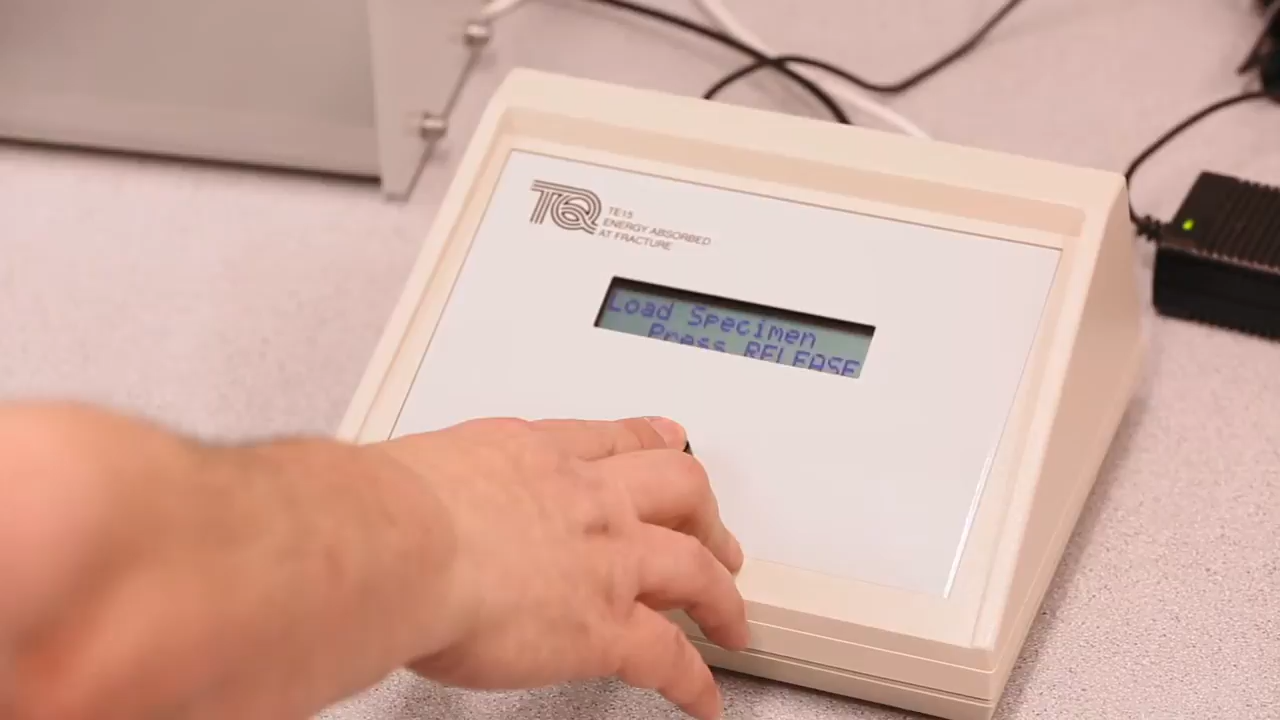 TQ
TE15
ENERGY ABSORBED
AT FRACTURE
Load Specimen
Press RELEASE